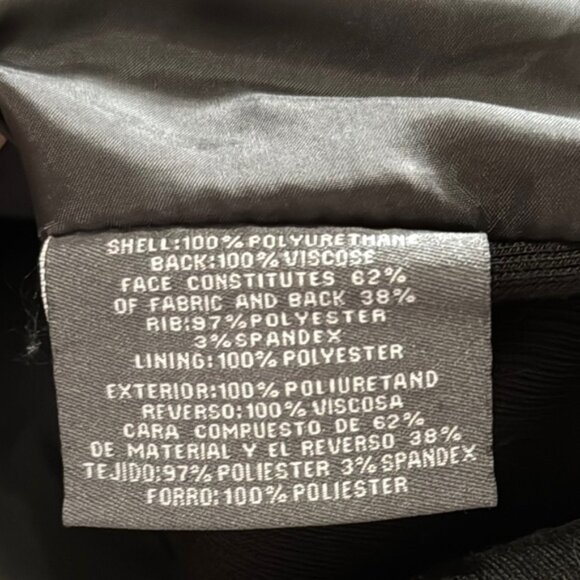 SHELL:100% POLYURETHANE
BACK:100% VISCOSE
FACE CONSTITUTES 62%
OF FABRIC AND BACK 38%
RIB:97% POLYESTER
3% SPANDEX
LINING:100% POLYESTER
EXTERIOR:100% POLIURETAND
REVERSO:100% VISCOSA
CARA COMPUESTO DE 62%
DE MATERIAL Y EL REVERSO 38%
TEJIDO:97% POLIESTER 3% SPANDEX
FORRO:100% POLIESTER